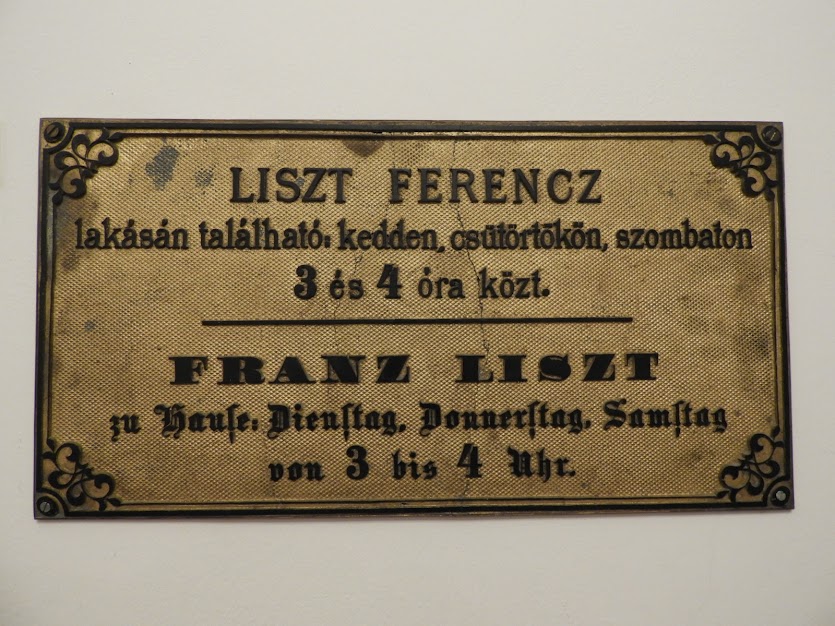 LISZT FERENCZ
lakásán található: kedden, csütörtökön, szombaton
3 és 4 óra közt.
FRANZ LISZT
zu Hauſe: Dienſtag, Donnerſtag, Samſtag
von 3 bis 4 Uhr.